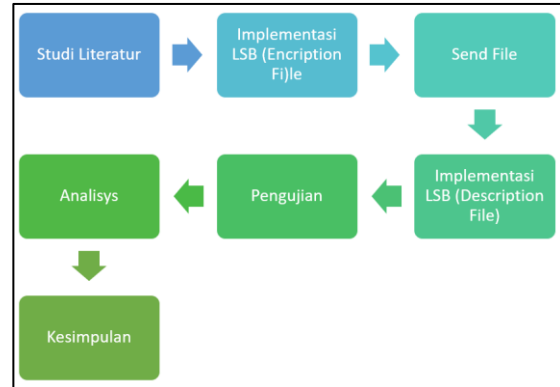 Studi Literatur
Implementasi
LSB (Encription
Fi)le
Send File
Implementasi
LSB (Description
File)
Pengujian
Analisys
Kesimpulan